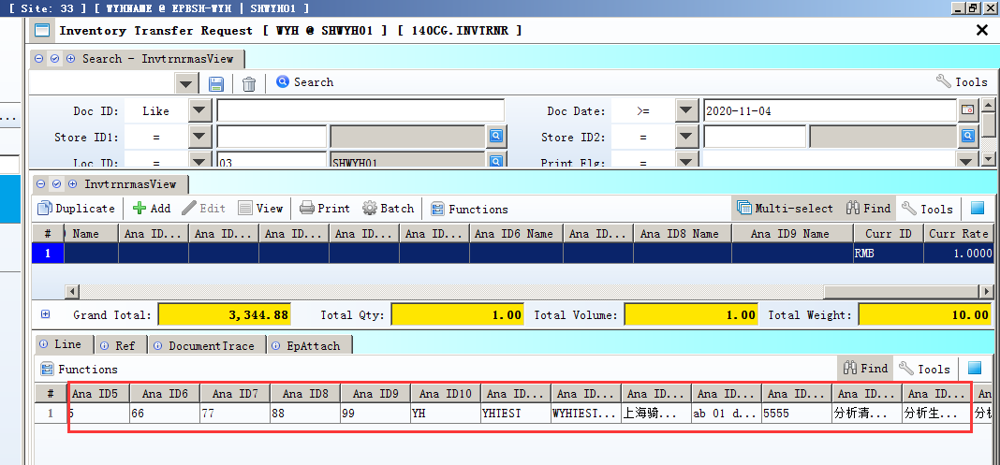 [ Site: 33 ] [ WYHNAME @ EPBSH-WYH | SHWYH01 ]
Inventory Transfer Request [ WYH @ SHWYH01 ] [ 140CG.INVTRNR ]
Search - InvtrnrmasView
Search Tools
Doc ID: Like Doc Date: >= 2020-11-04
Store ID1: = Store ID2: =
Loc ID: = 03 SHWYH01 Print Flg: =
InvtrnrmasView
Duplicate Add Edit View Print Batch Functions Multi-select Find Tools
# Name Ana ID... Ana ID... Ana ID... Ana ID... Ana ID... Ana ID6 Name Ana ID... Ana ID8 Name Ana ID9 Name Curr ID Curr Rate
1 RMB 1.0000
Grand Total: 3,344.88 Total Qty: 1.00 Total Volume: 1.00 Total Weight: 10.00
Line Ref DocumentTrace EpAttach
Functions Find Tools
# Ana ID5 Ana ID6 Ana ID7 Ana ID8 Ana ID9 Ana ID10 Ana ID... Ana ID... Ana ID... Ana ID... Ana ID... Ana ID... Ana ID... An
1 5 66 77 88 99 YH YHTEST WYHTEST... 上海骑... ab 01 d... 5555 分析清... 分析生... 分析